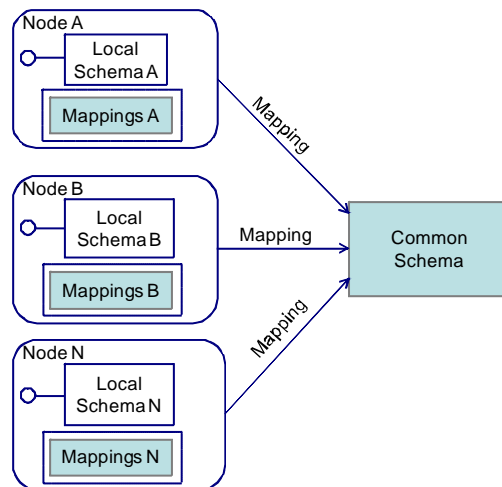 Node A
Local
Schema A
Mappings A
Mapping
Node B
Local
Schema B
Mappings B
Mapping
Common
Schema
Node N
Local
Schema N
Mappings N
Mapping